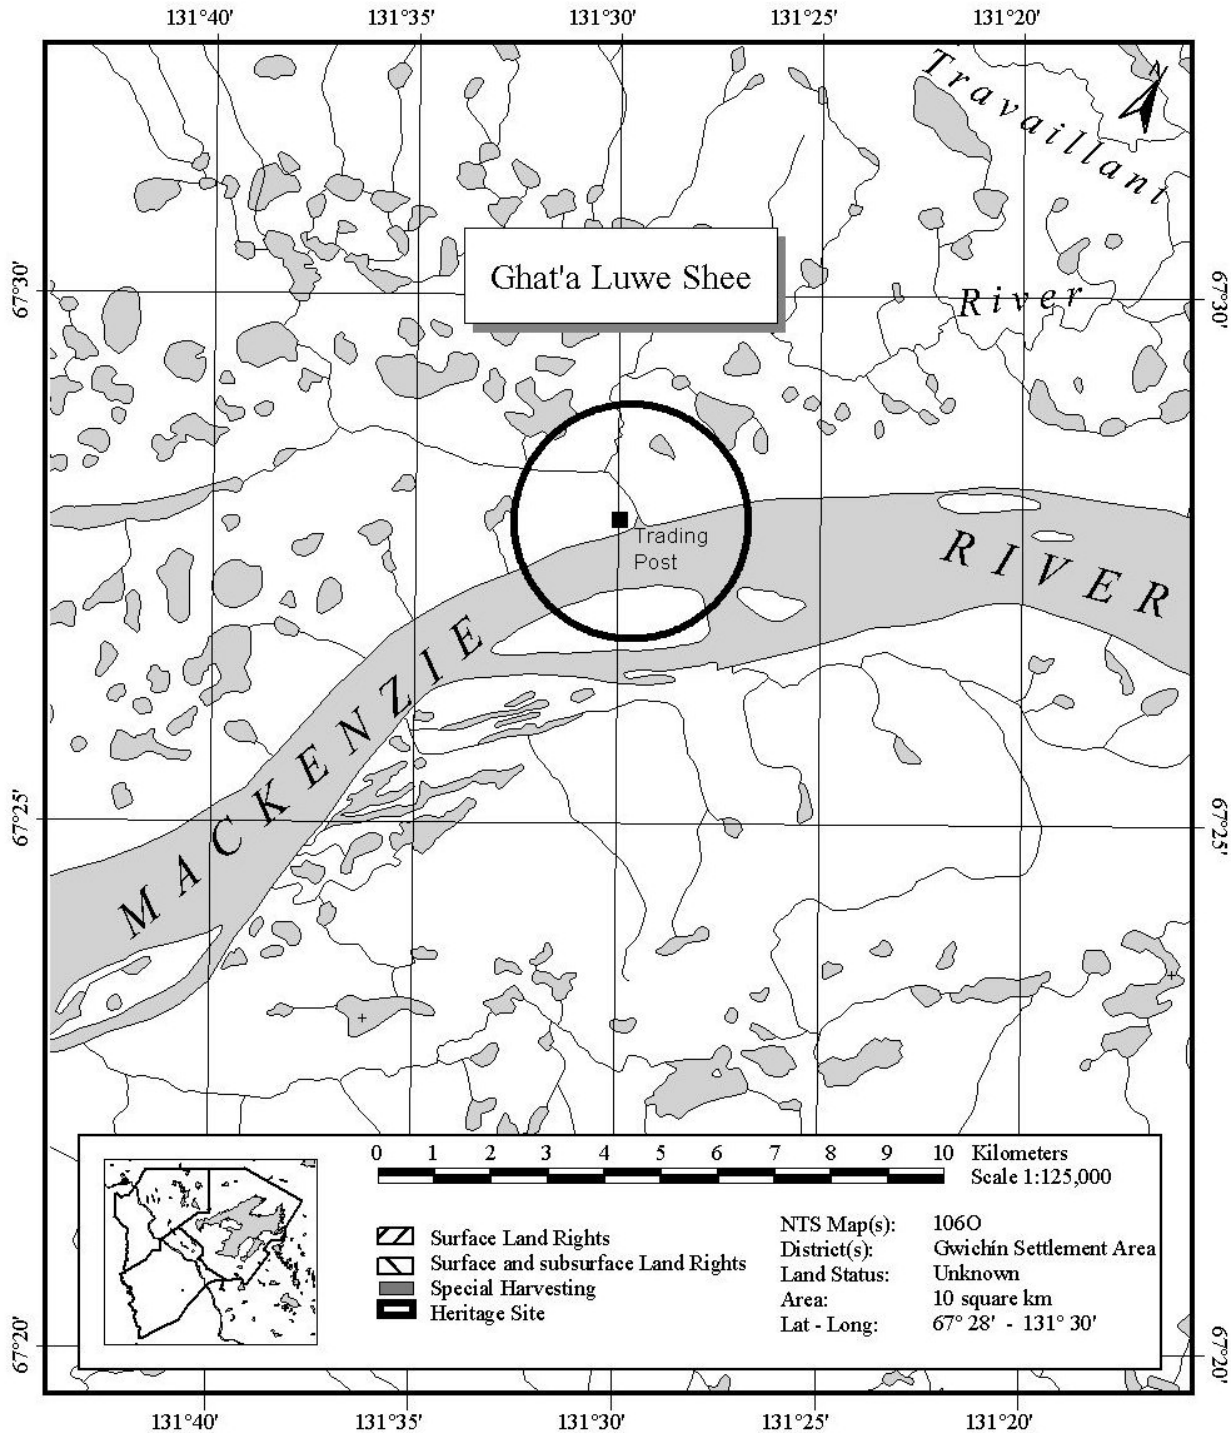 131°40' 131°35' 131°30' 131°25' 131°20'
Travaillant
N
67°30'
Ghat'a Luwe Shee
River
67°30'
Trading
Post
RIVER
MACKENZIE
67°25'
67°25'
0 1 2 3 4 5 6 7 8 9 10 Kilometers
Scale 1:125,000
Surface Land Rights
Surface and subsurface Land Rights
Special Harvesting
Heritage Site
NTS Map(s): 106O
District(s): Gwichín Settlement Area
Land Status: Unknown
Area: 10 square km
Lat - Long: 67° 28' - 131° 30'
67°20'
67°20'
131°40' 131°35' 131°30' 131°25' 131°20'